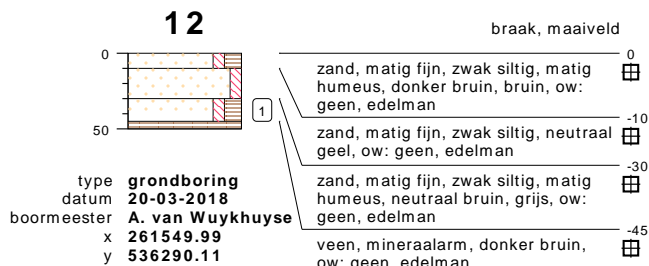 12
braak, maaiveld
0
0
zand, matig fijn, zwak siltig, matig
humeus, donker bruin, bruin, ow:
geen, edelman
-10
zand, matig fijn, zwak siltig, neutraal
geel, ow: geen, edelman
-30
1
50
zand, matig fijn, zwak siltig, matig
humeus, neutraal bruin, grijs, ow:
geen, edelman
-45
veen, mineraalarm, donker bruin,
ow: geen, edelman
type grondboring
datum 20-03-2018
boormeester A. van Wuykhuyse
x 261549.99
y 536290.11